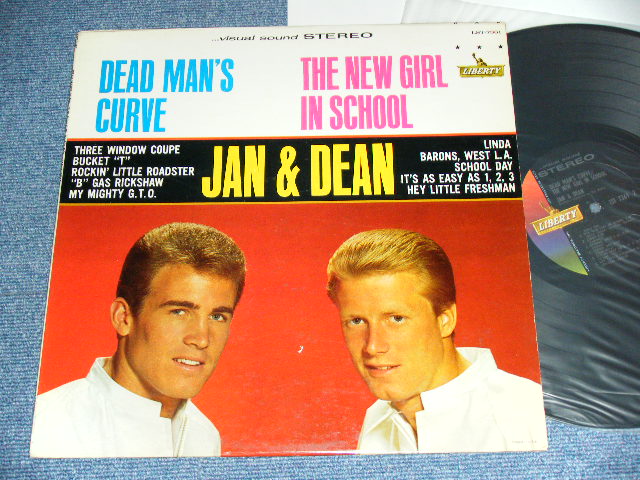 ...visual sound STEREO
LIBERTY
DEAD MAN'S
CURVE
THE NEW GIRL
IN SCHOOL
THREE WINDOW COUPE
BUCKET "T"
ROCKIN' LITTLE ROADSTER
"B" GAS RICKSHAW
MY MIGHTY G.T.O.
JAN & DEAN
LINDA
BARONS, WEST L.A.
SCHOOL DAY
IT'S AS EASY AS 1, 2, 3
HEY LITTLE FRESHMAN
STEREO
LIBERTY